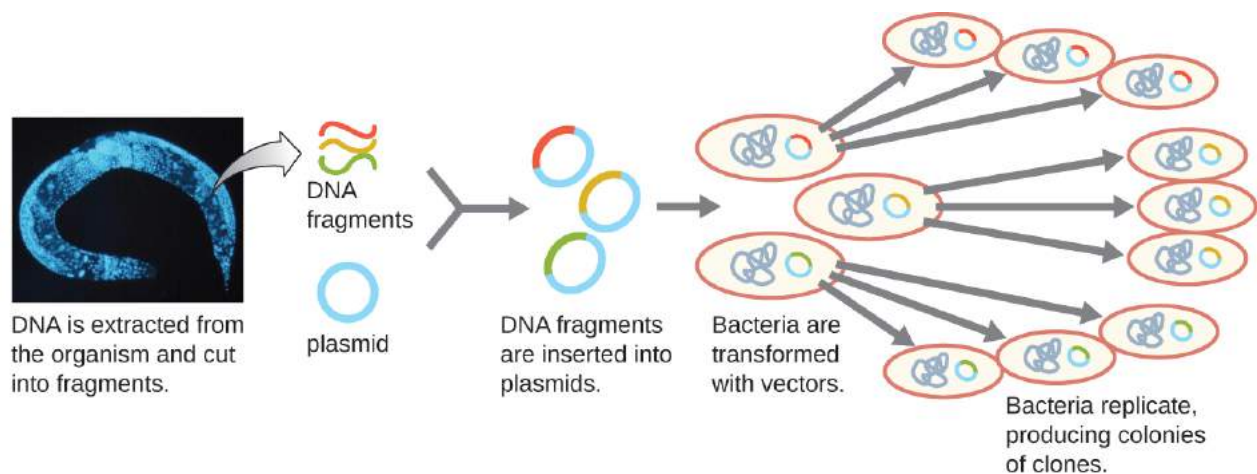 DNA
fragments
plasmid
DNA is extracted from
the organism and cut
into fragments.
DNA fragments
are inserted into
plasmids.
Bacteria are
transformed
with vectors.
Bacteria replicate,
producing colonies
of clones.